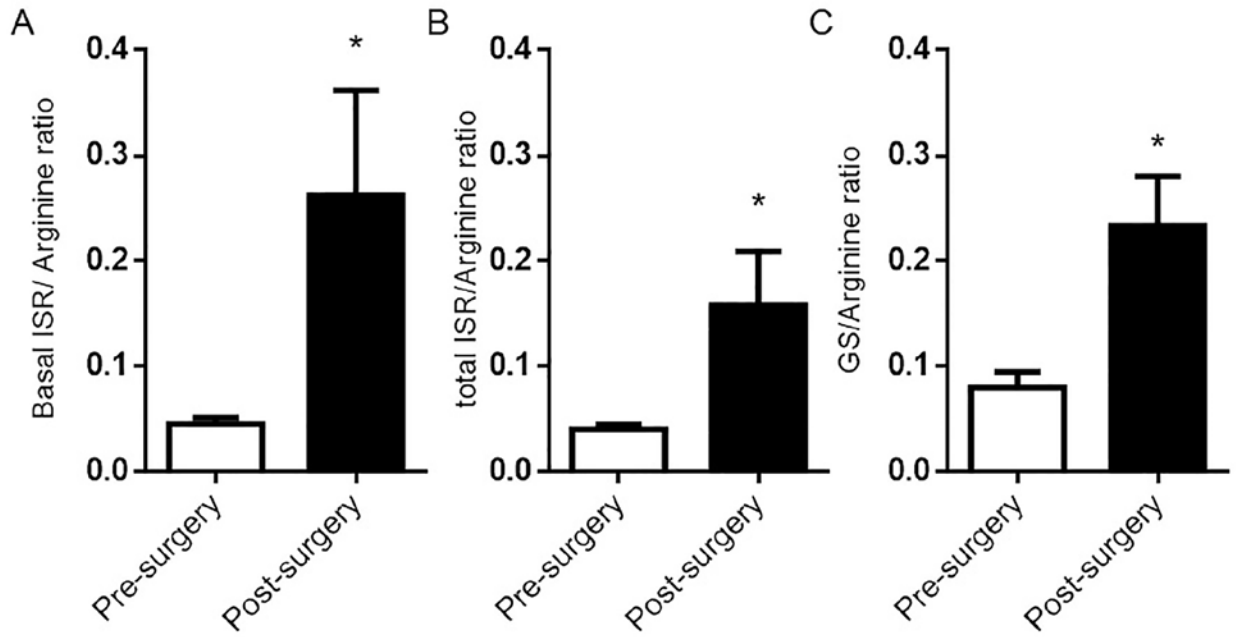 A
Basal ISR/ Arginine ratio
0.4
0.3
0.2
0.1
0.0
*
Pre-surgery
Post-surgery
B
total ISR/Arginine ratio
0.4
0.3
0.2
0.1
0.0
*
Pre-surgery
Post-surgery
C
GS/Arginine ratio
0.4
0.3
0.2
0.1
0.0
*
Pre-surgery
Post-surgery